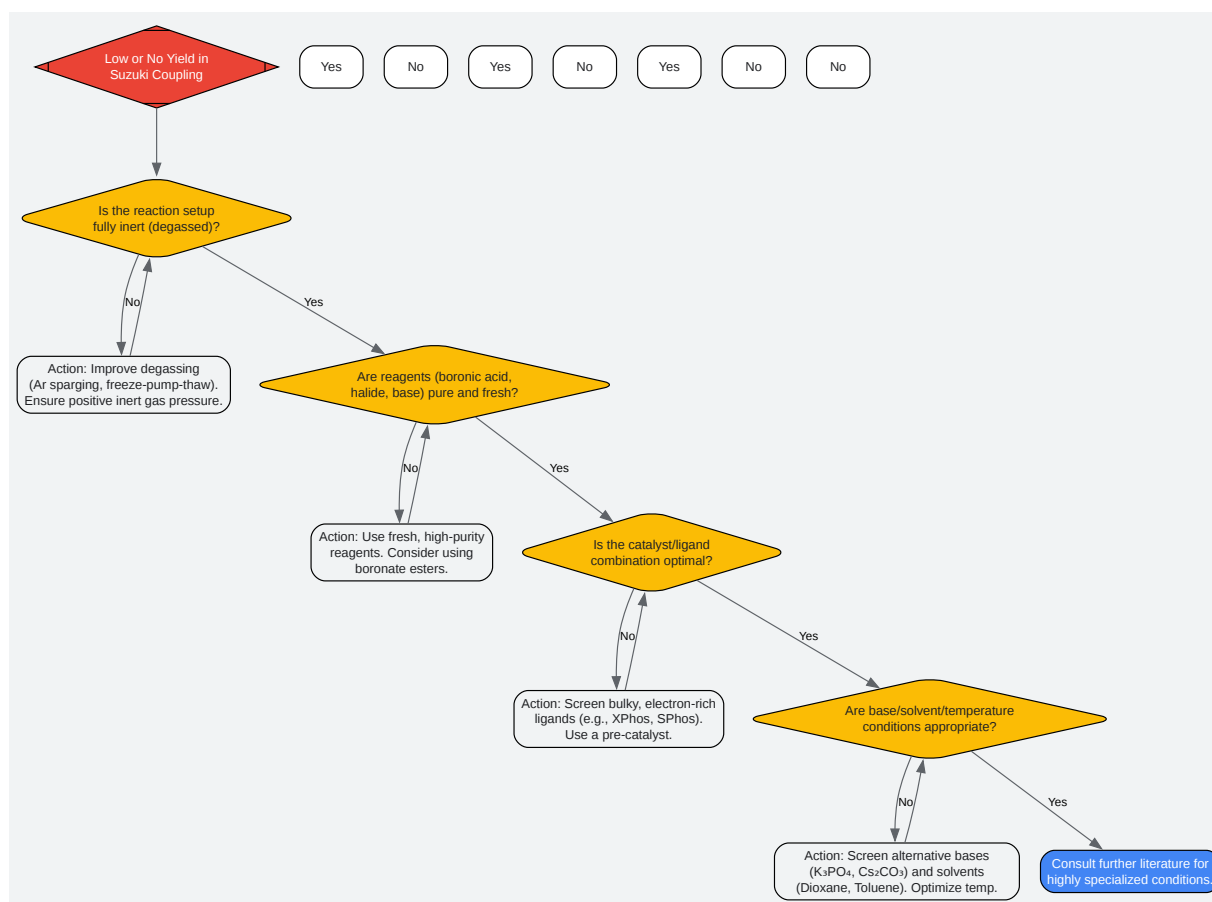 Low or No Yield in
Suzuki Coupling
Yes
No
Yes
No
Yes
No
No
Is the reaction setup
fully inert (degassed)?
No
Yes
Action: Improve degassing
(Ar sparging, freeze-pump-thaw).
Ensure positive inert gas pressure.
Are reagents (boronic acid,
halide, base) pure and fresh?
No
Yes
Action: Use fresh, high-purity
reagents. Consider using
boronate esters.
Is the catalyst/ligand
combination optimal?
No
Yes
Action: Screen bulky, electron-rich
ligands (e.g., XPhos, SPhos).
Use a pre-catalyst.
Are base/solvent/temperature
conditions appropriate?
No
Yes
Action: Screen alternative bases
(K₃PO₄, Cs₂CO₃) and solvents
(Dioxane, Toluene). Optimize temp.
Consult further literature for
highly specialized conditions.